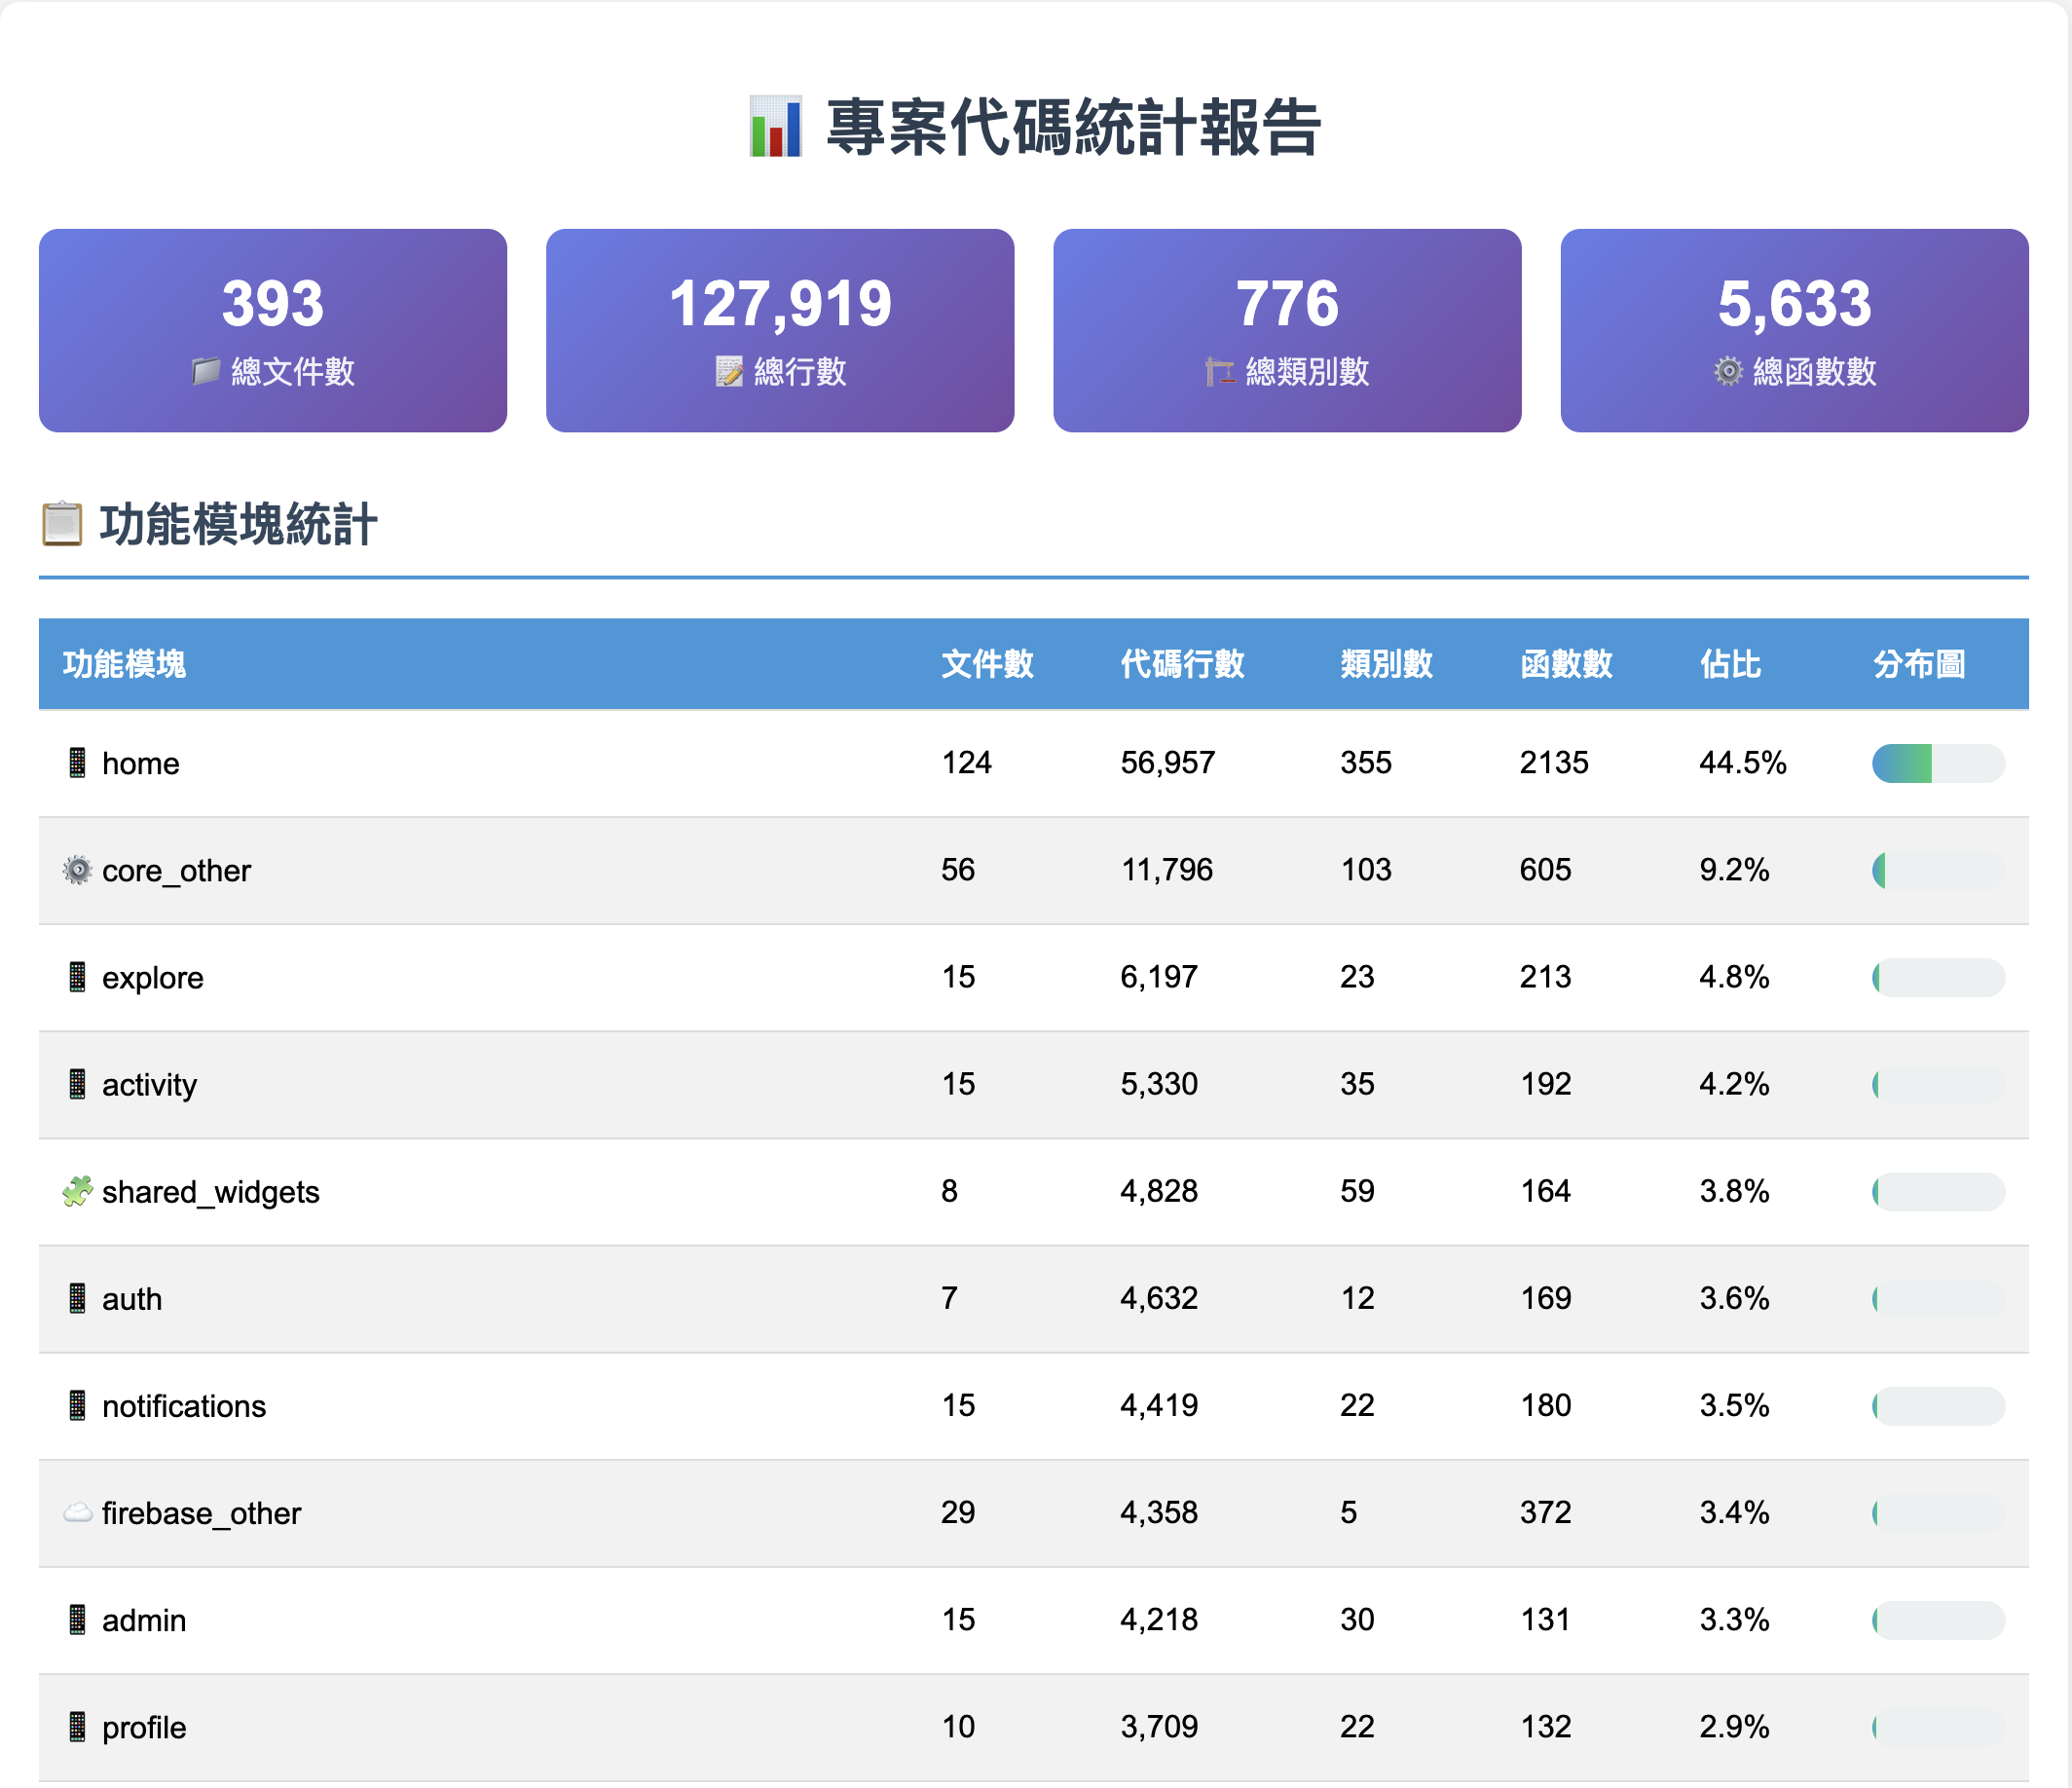 📊 專案代碼統計報告
393
📁 總文件數
127,919
📝 總行數
776
🏗️ 總類別數
5,633
⚙️ 總函數數
📋 功能模塊統計
功能模塊 文件數 代碼行數 類別數 函數數 佔比 分布圖
📱 home 124 56,957 355 2135 44.5%
⚙️ core_other 56 11,796 103 605 9.2%
📱 explore 15 6,197 23 213 4.8%
📱 activity 15 5,330 35 192 4.2%
🧩 shared_widgets 8 4,828 59 164 3.8%
📱 auth 7 4,632 12 169 3.6%
📱 notifications 15 4,419 22 180 3.5%
☁️ firebase_other 29 4,358 5 372 3.4%
📱 admin 15 4,218 30 131 3.3%
📱 profile 10 3,709 22 132 2.9%